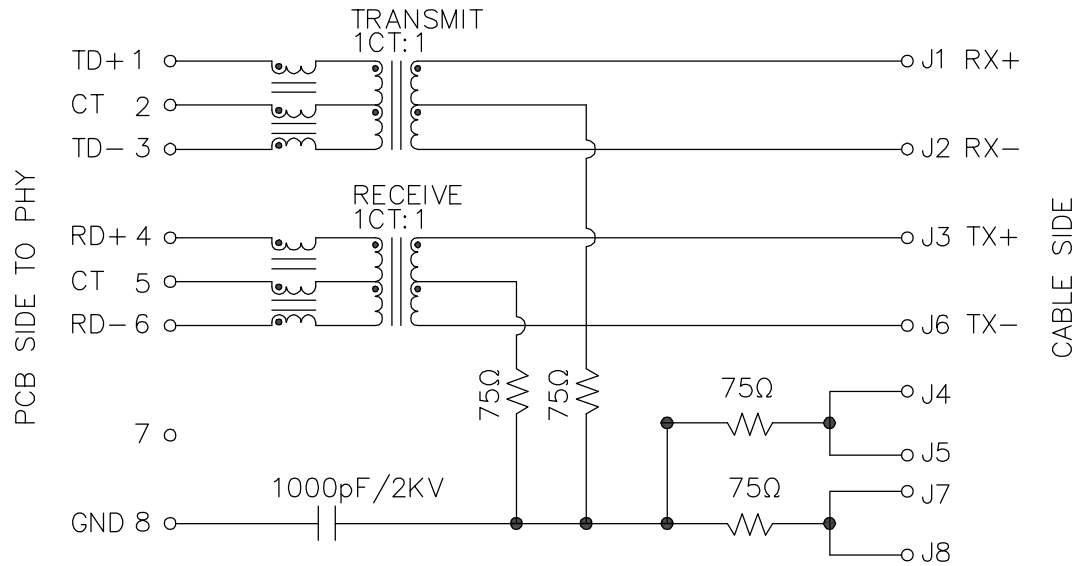 TRANSMIT
1CT:1
TD+ 1
J1 RX+
CT 2
TD- 3
J2 RX-
RECEIVE
1CT:1
RD+ 4
J3 TX+
CT 5
RD- 6
J6 TX-
PCB SIDE TO PHY
CABLE SIDE
75Ω
75Ω
75Ω
J4
7
J5
1000pF/2KV
75Ω
J7
GND 8
J8